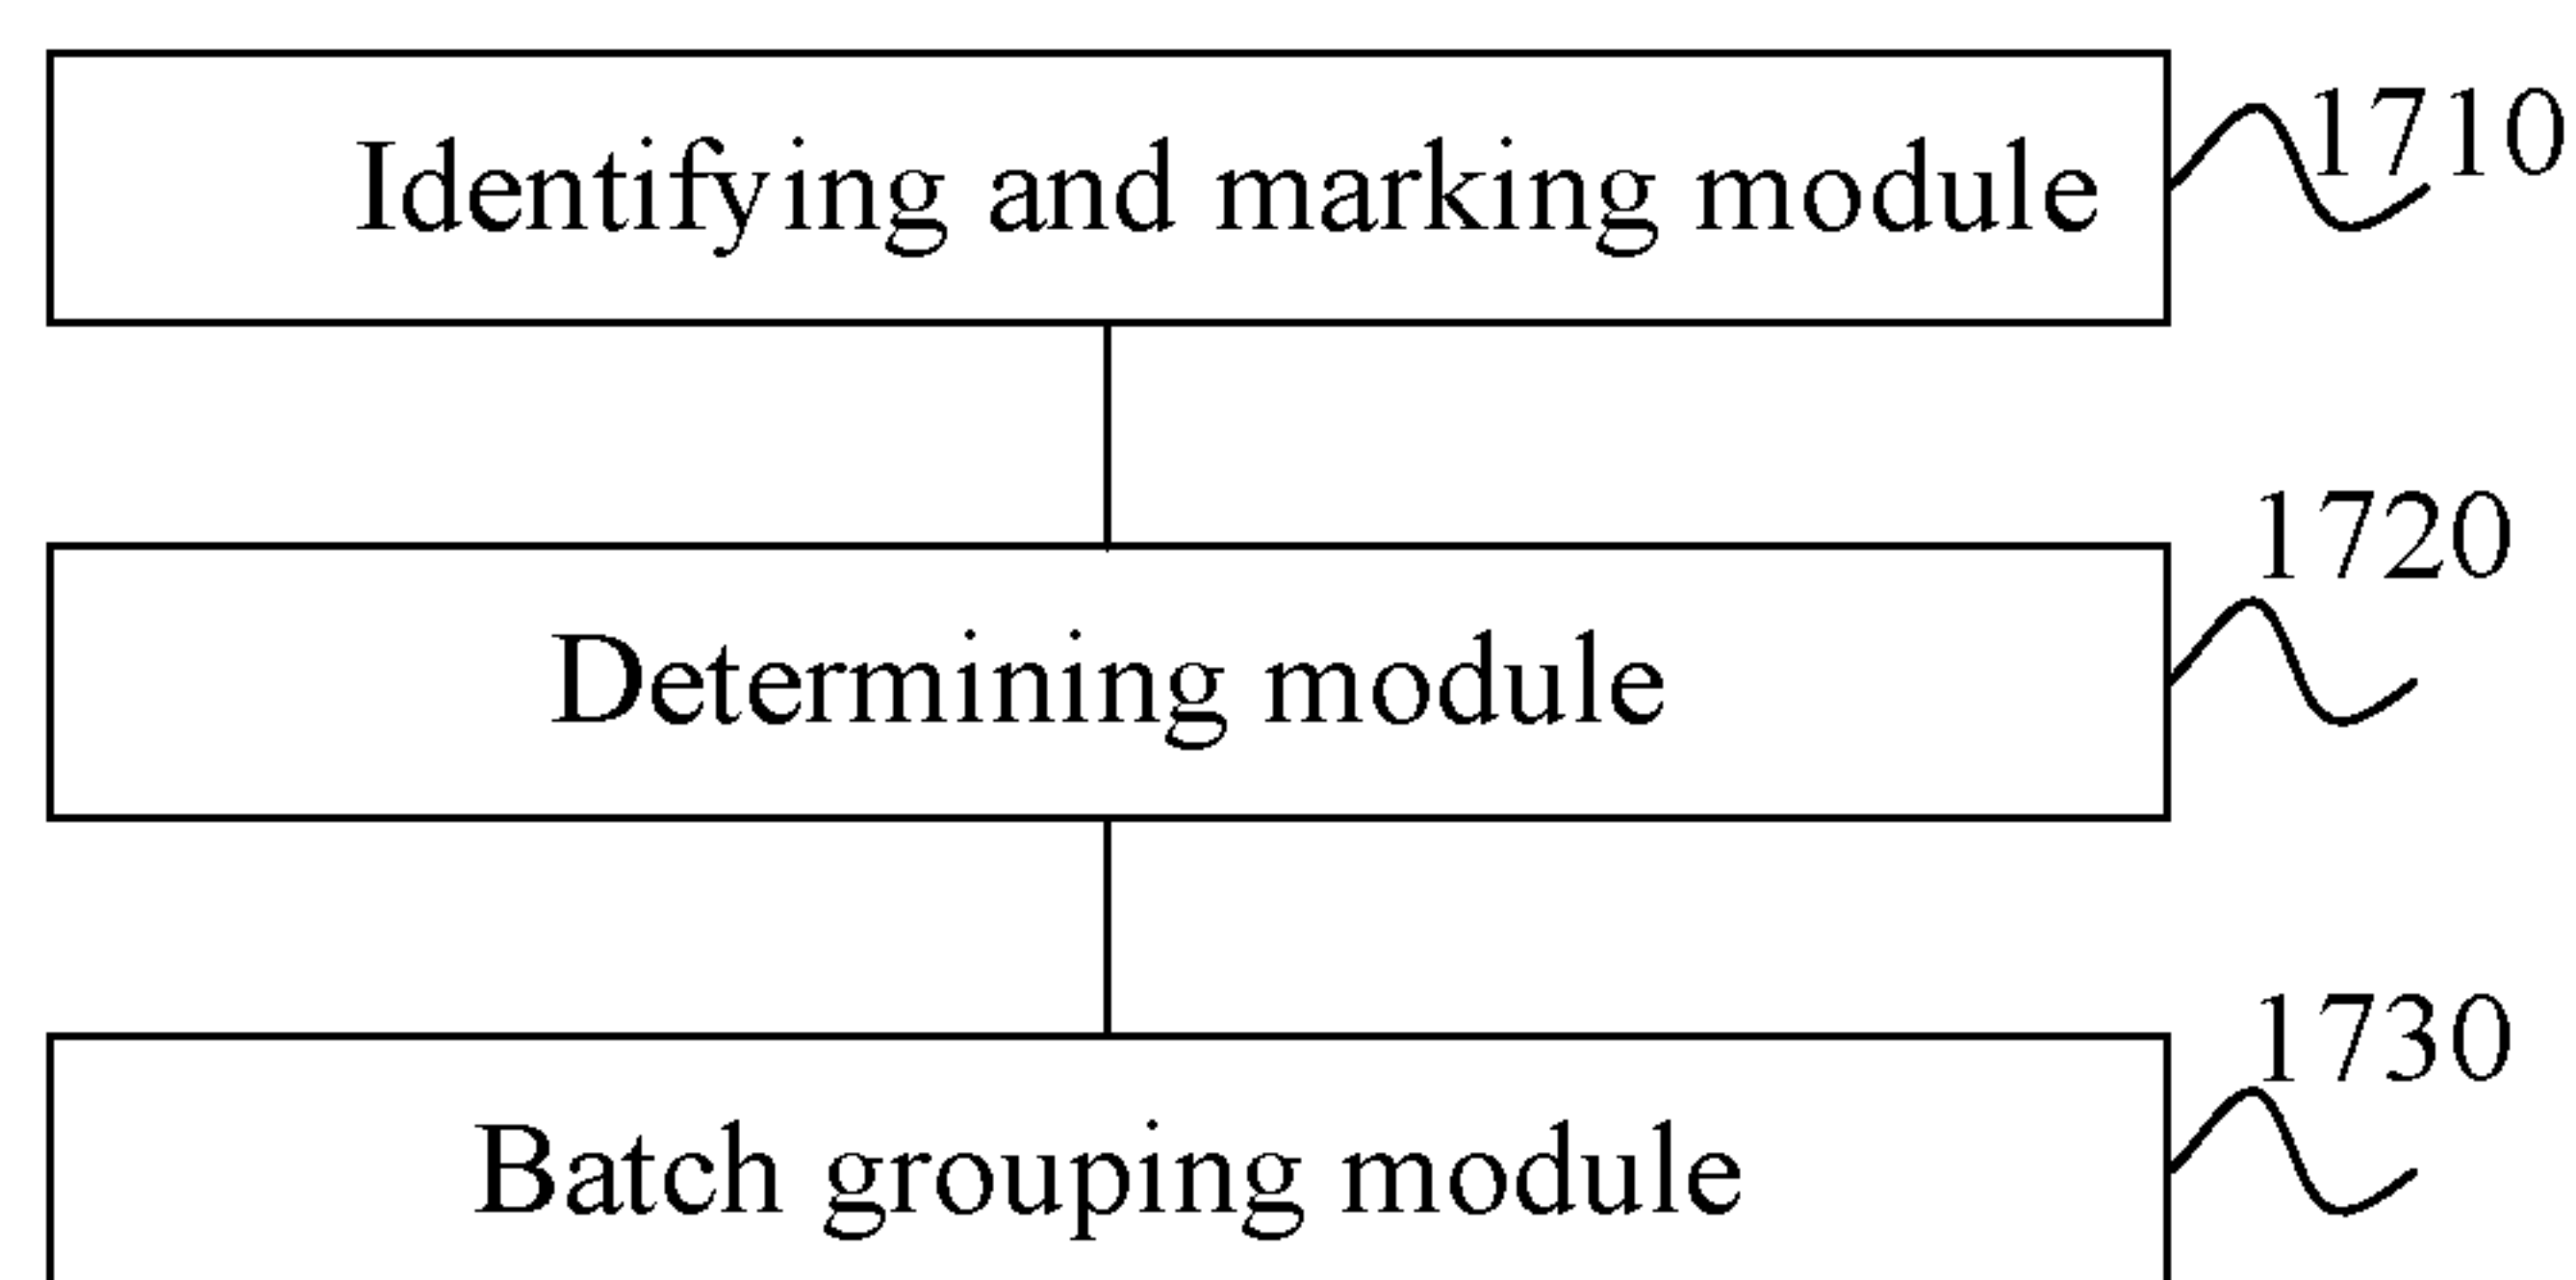 Identifying and marking module
1710
Determining module
1720
Batch grouping module
1730